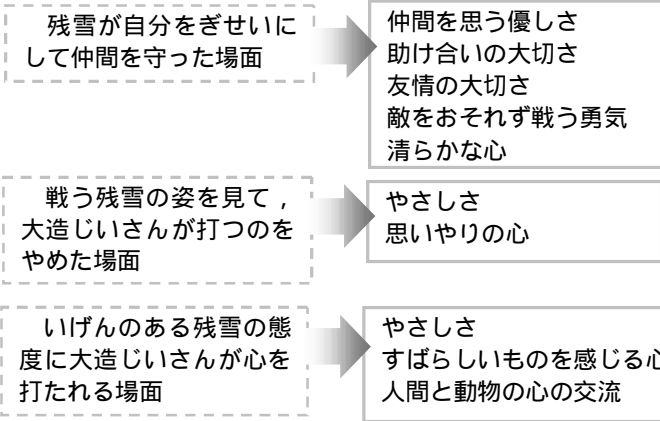 残雪が自分をぎせいに
して仲間を守った場面
仲間を思う優しさ
助け合いの大切さ
友情の大切さ
敵をおそれず戦う勇気
清らかな心
戦う残雪の姿を見て，
大造じいさんが打つのを
やめた場面
やさしさ
思いやりの心
いげんのある残雪の態
度に大造じいさんが心を
打たれる場面
やさしさ
すばらしいものを感じる心
人間と動物の心の交流